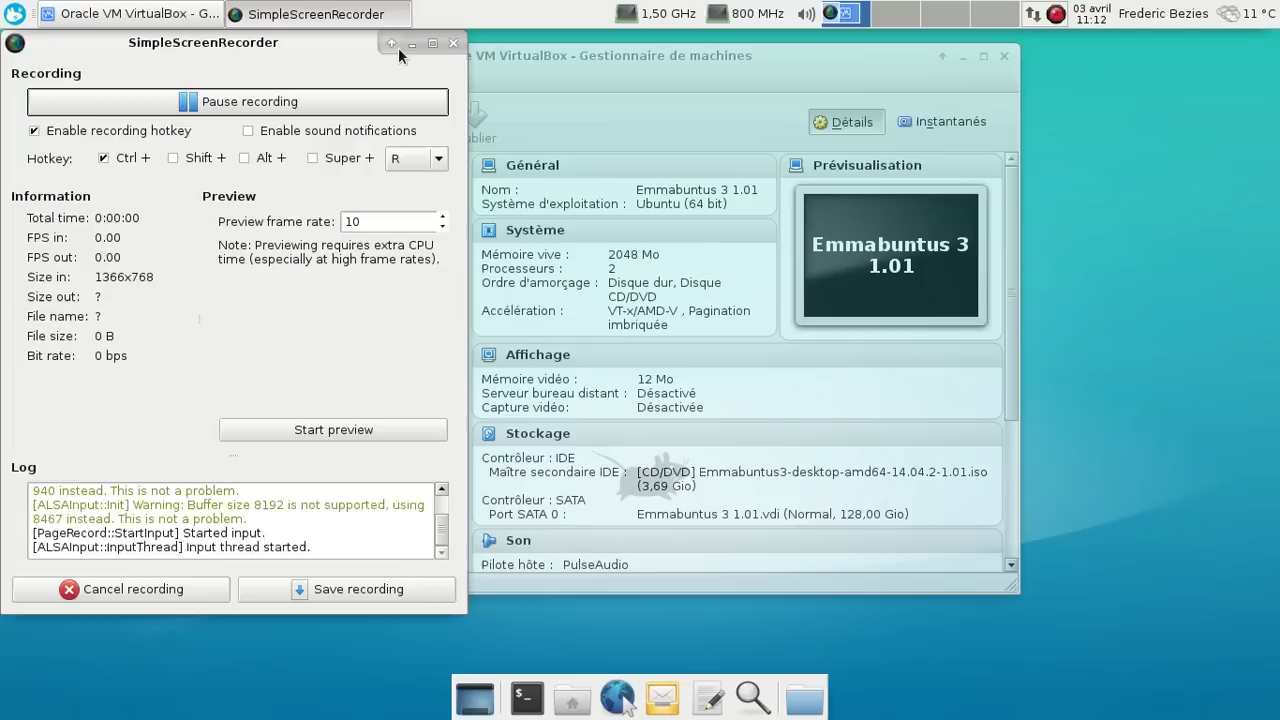 Oracle VM VirtualBox - G...
SimpleScreenRecorder
1,50 GHz
800 MHz
03 avril
11:12
Frederic Bezies
11 °C
SimpleScreenRecorder
Recording
Pause recording
Enable recording hotkey
Enable sound notifications
Hotkey:
Ctrl +
Shift +
Alt +
Super +
R
Information
Total time: 0:00:00
FPS in: 0.00
FPS out: 0.00
Size in: 1366x768
Size out: ?
File name: ?
File size: 0 B
Bit rate: 0 bps
Preview
Preview frame rate: 10
Note: Previewing requires extra CPU
time (especially at high frame rates).
Start preview
Log
940 instead. This is not a problem.
[ALSAInput::Init] Warning: Buffer size 8192 is not supported, using
8467 instead. This is not a problem.
[PageRecord::StartInput] Started input.
[ALSAInput::InputThread] Input thread started.
Cancel recording
Save recording
VM VirtualBox - Gestionnaire de machines
Détails
Instantanés
Général
Nom : Emmabuntus 3 1.01
Système d'exploitation : Ubuntu (64 bit)
Système
Mémoire vive : 2048 Mo
Processeurs : 2
Ordre d'amorçage : Disque dur, Disque
CD/DVD
Accélération : VT-x/AMD-V , Pagination
imbriquée
Prévisualisation
Emmabuntus 3
1.01
Affichage
Mémoire vidéo : 12 Mo
Serveur bureau distant : Désactivé
Capture vidéo: Désactivée
Stockage
Contrôleur : IDE
Maître secondaire IDE : [CD/DVD] Emmabuntus3-desktop-amd64-14.04.2-1.01.iso
(3,69 Gio)
Contrôleur : SATA
Port SATA 0 : Emmabuntus 3 1.01.vdi (Normal, 128,00 Gio)
Son
Pilote hôte : PulseAudio